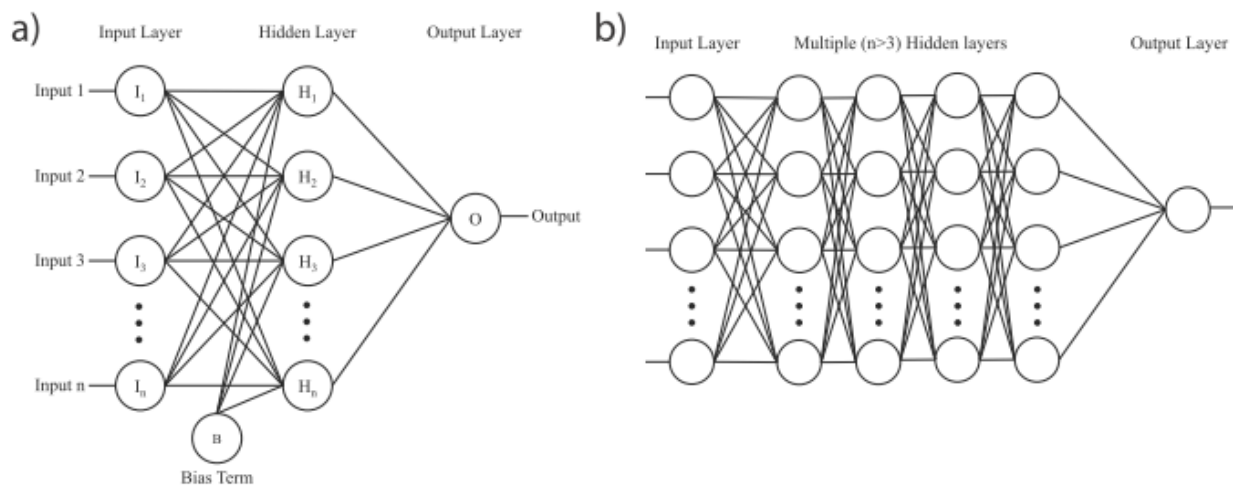 a)
Input Layer
Hidden Layer
Output Layer
Input 1
I1
H1
Input 2
I2
H2
O
Output
Input 3
I3
H3
Input n
In
Hn
B
Bias Term
b)
Input Layer
Multiple (n>3) Hidden layers
Output Layer